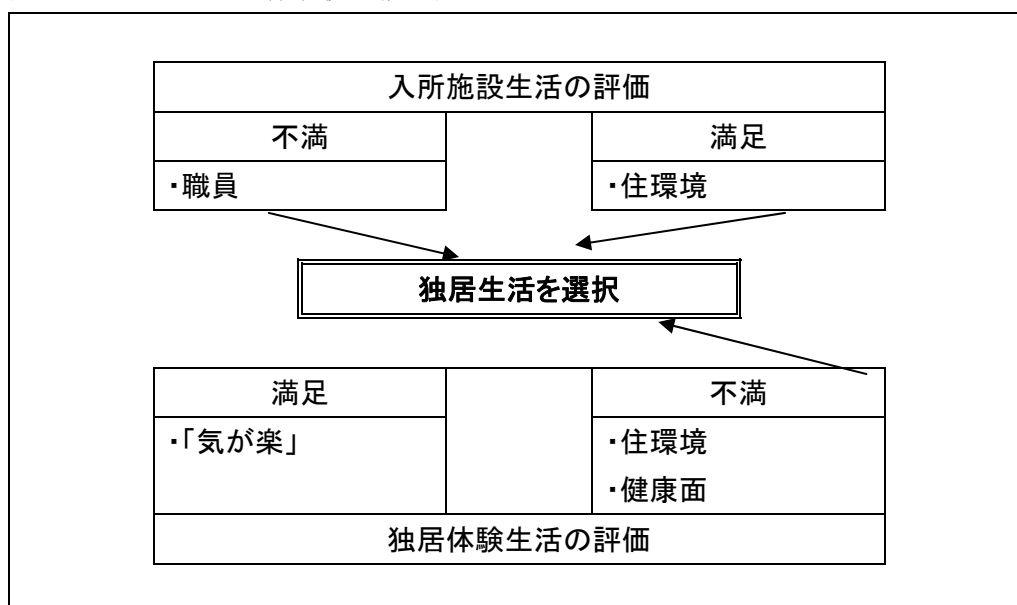 入所施設生活の評価
不満
満足
・職員
・住環境
独居生活を選択
満足
不満
・「気が楽」
・住環境
・健康面
独居体験生活の評価